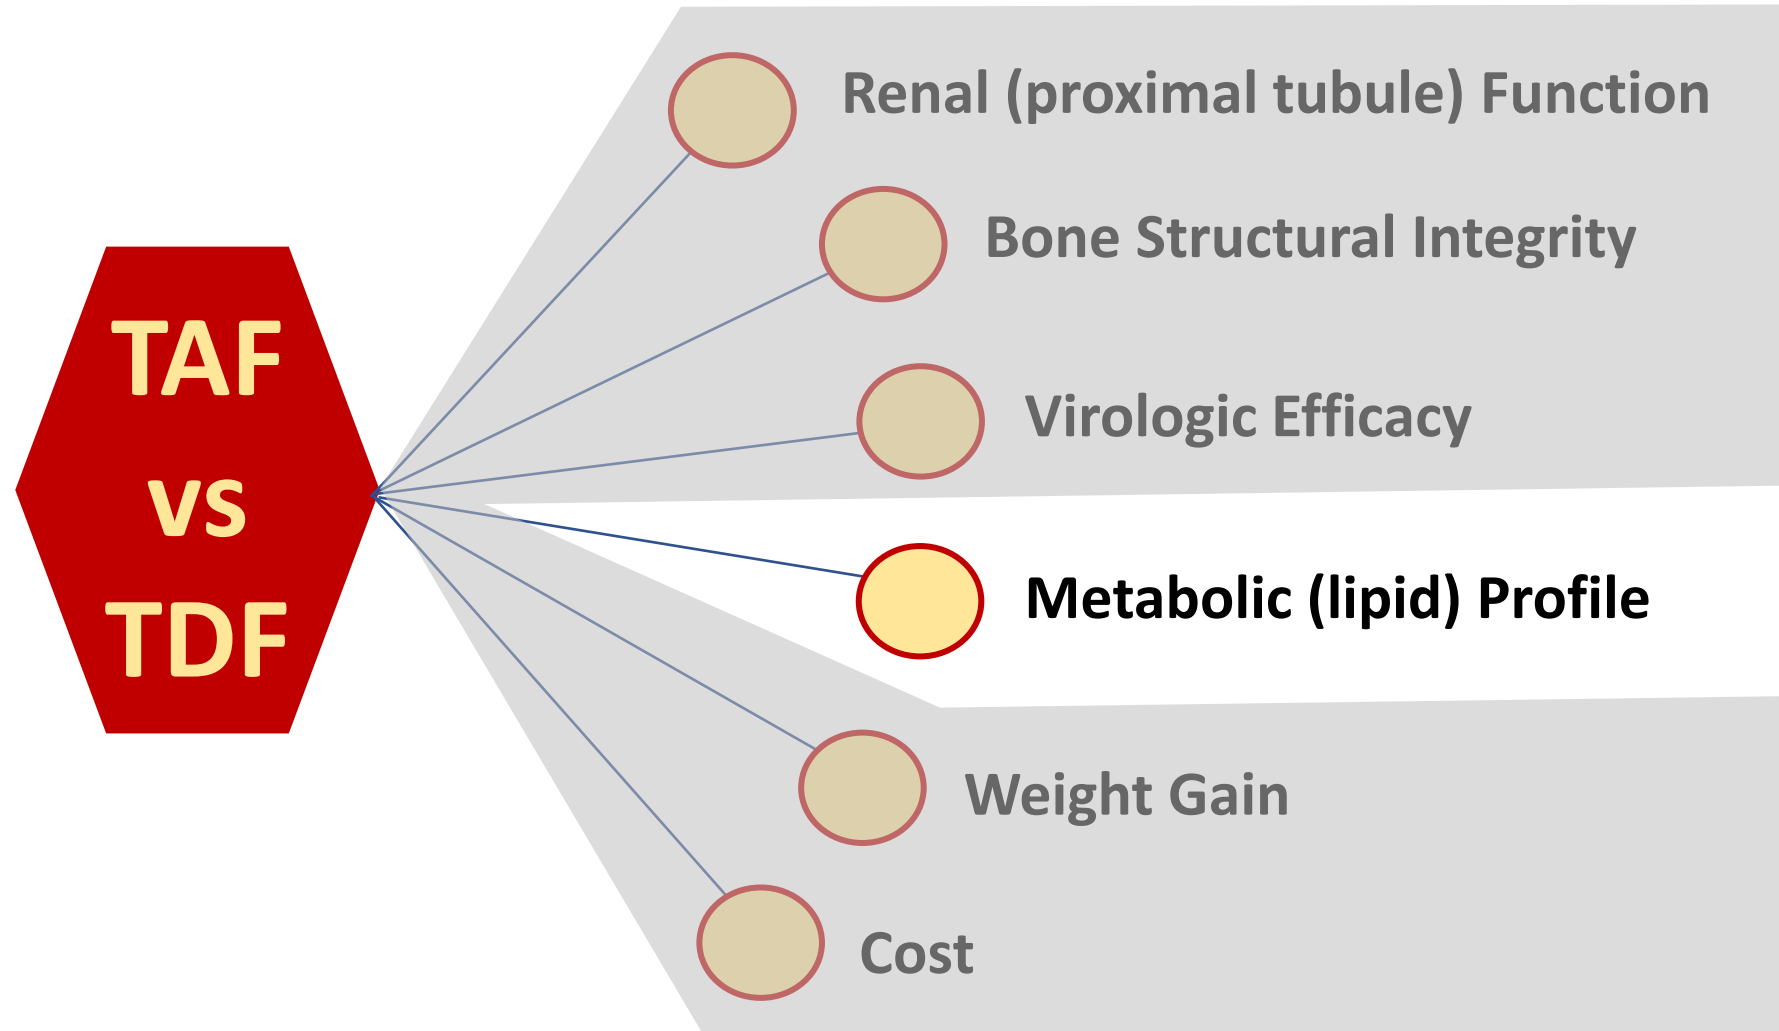 TAF
vs
TDF
Renal (proximal tubule) Function
Bone Structural Integrity
Virologic Efficacy
Metabolic (lipid) Profile
Weight Gain
Cost